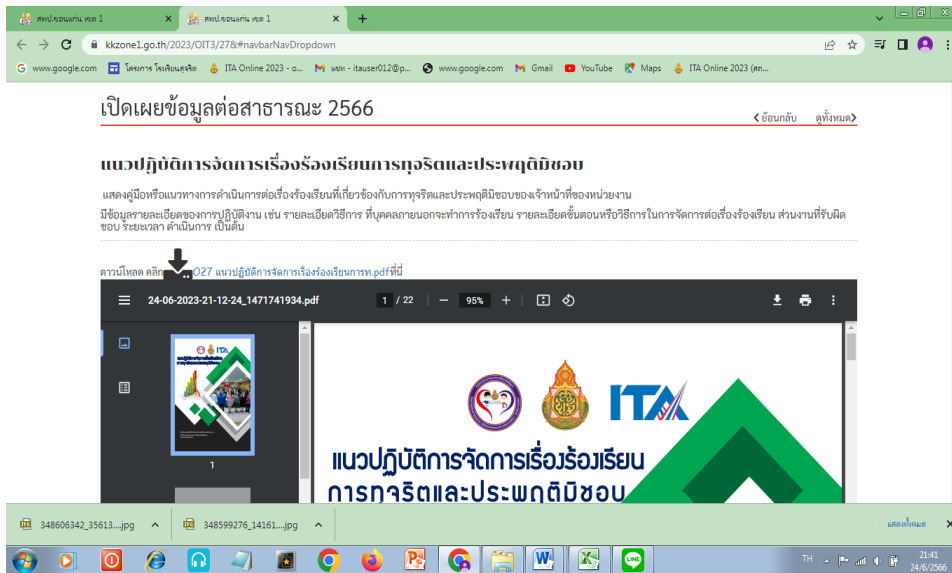 สพป.ขอนแก่น เขต 1
สพป.ขอนแก่น เขต 1
kkzone1.go.th/2023/OIT3/27&#navbarNavDropdown
www.google.com
โครงการ โรงเรียนสุจริต
ITA Online 2023 - อ...
สพฐ - itauser012@p...
www.google.com
Gmail
YouTube
Maps
ITA Online 2023 (สถ...
เปิดเผยข้อมูลต่อสาธารณะ 2566
ย้อนกลับ ดูทั้งหมด
แนวปฏิบัติการจัดการเรื่องร้องเรียนการทุจริตและประพฤติมิชอบ
แสดงคู่มือหรือแนวทางการดำเนินการต่อเรื่องร้องเรียนที่เกี่ยวข้องกับการทุจริตและประพฤติมิชอบของเจ้าหน้าที่ของหน่วยงาน
มีข้อมูลรายละเอียดของการปฏิบัติงาน เช่น รายละเอียดวิธีการ ที่บุคคลภายนอกจะทำการร้องเรียน รายละเอียดขั้นตอนหรือวิธีการในการจัดการต่อเรื่องร้องเรียน ส่วนงานที่รับผิด
ชอบ ระยะเวลา ดำเนินการ เป็นต้น
ดาวน์โหลด คลิก O27 แนวปฏิบัติการจัดการเรื่องร้องเรียนการท.pdfที่นี่
24-06-2023-21-12-24_1471741934.pdf
1 / 22
95%
1
ITA
แนวปฏิบัติการจัดการเรื่องร้องเรียน
การทุจริตและประพฤติมิชอบ
348606342_35613....jpg
348599276_14161....jpg
แสดงทั้งหมด
TH
21:41
24/6/2566